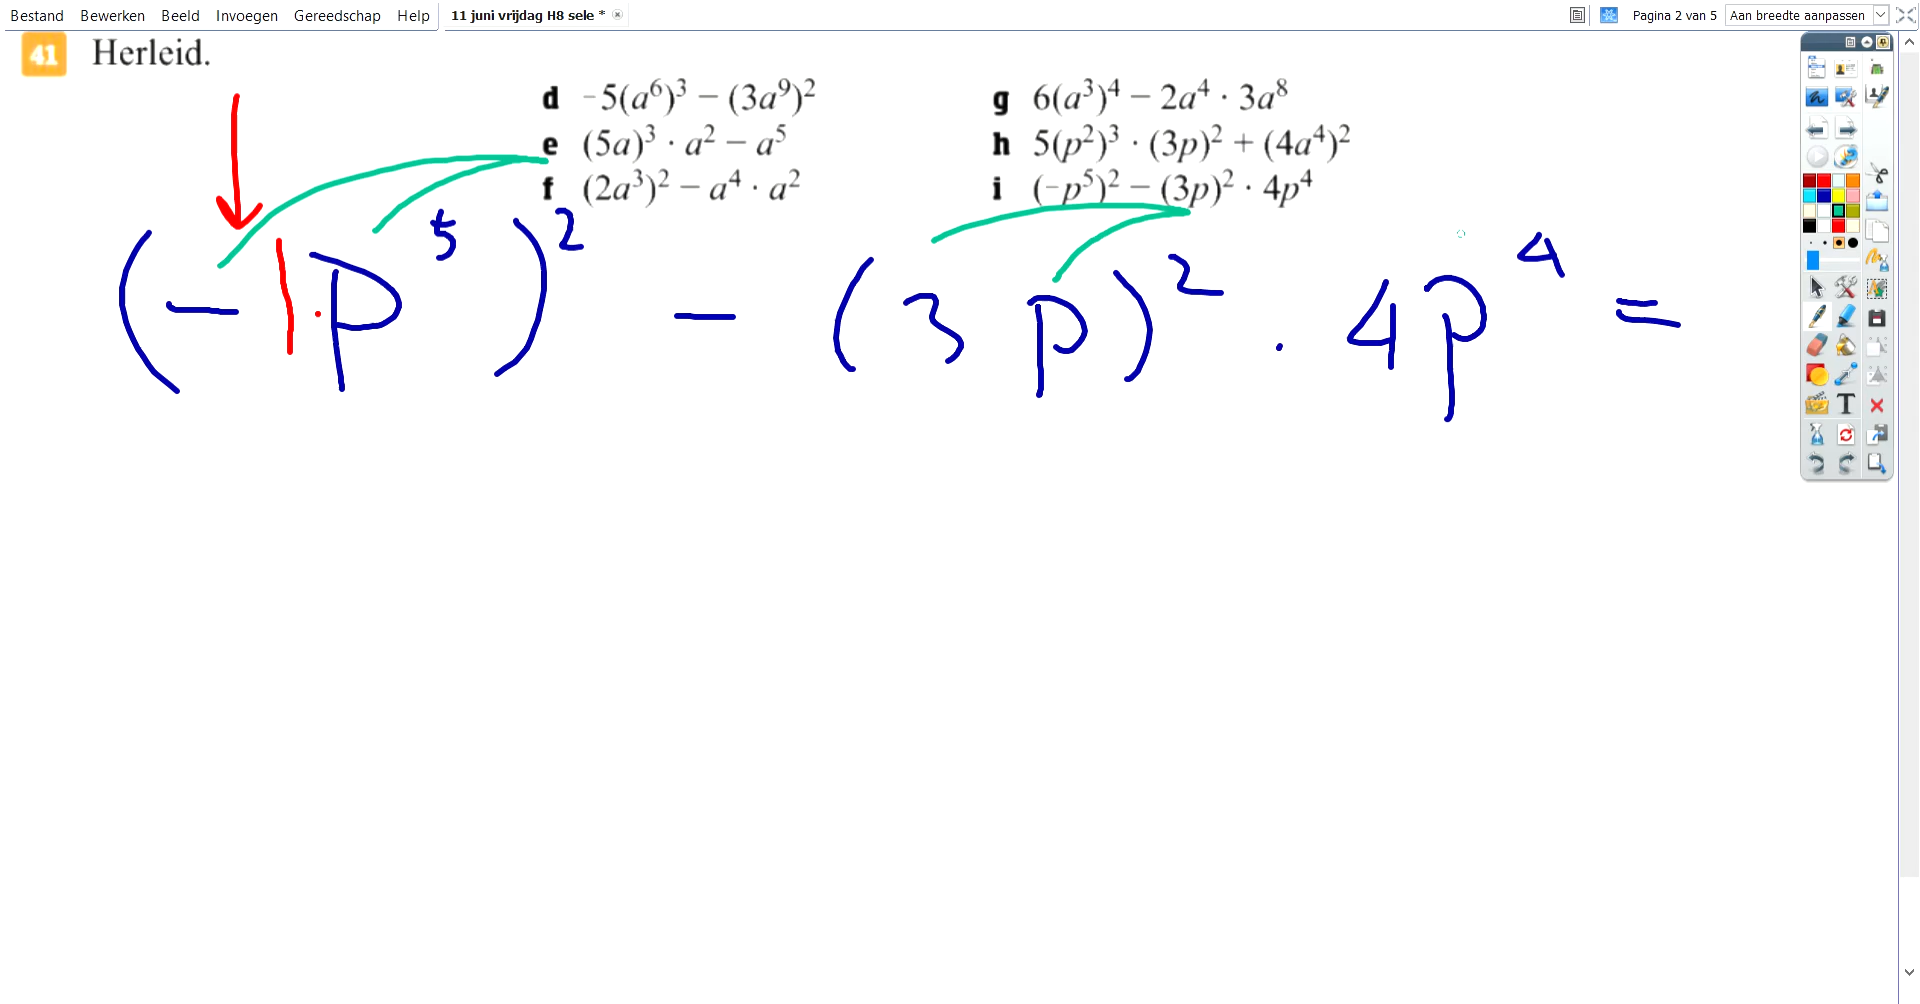 Bestand Bewerken Beeld Invoegen Gereedschap Help 11 juni vrijdag H8 sele * Pagina 2 van 5 Aan breedte aanpassen
41 Herleid.
d -5(a⁶)³ – (3a⁹)² g 6(a³)⁴ – 2a⁴ · 3a⁸
e (5a)³ · a² – a⁵ h 5(p²)³ · (3p)² + (4a⁴)²
f (2a³)² – a⁴ · a² i (-p⁵)² – (3p)² · 4p⁴
(- 1·p⁵)² - (3p)² · 4p⁴ =
T